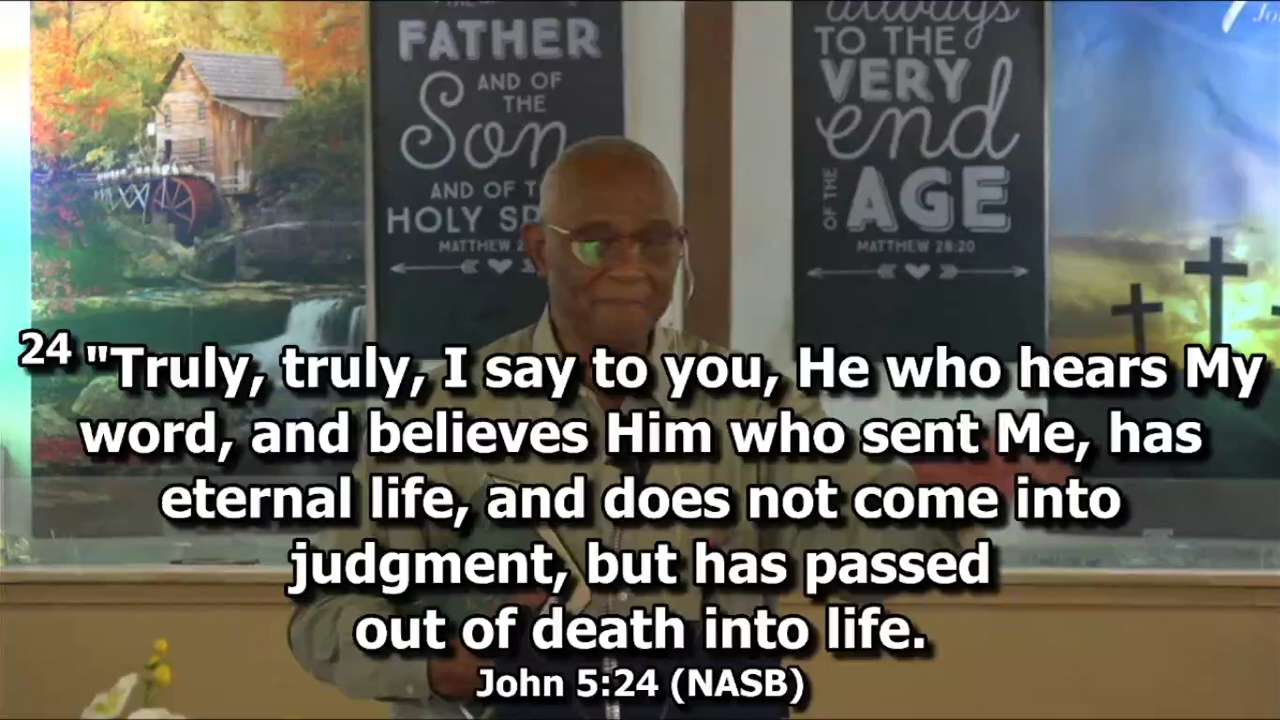 FATHER
AND OF
THE
Son
AND OF T
HOLY SP
MATTHEW 2
always
TO THE
VERY
end
OF THE
AGE
MATTHEW 28:20
24 "Truly, truly, I say to you, He who hears My
word, and believes Him who sent Me, has
eternal life, and does not come into
judgment, but has passed
out of death into life.
John 5:24 (NASB)